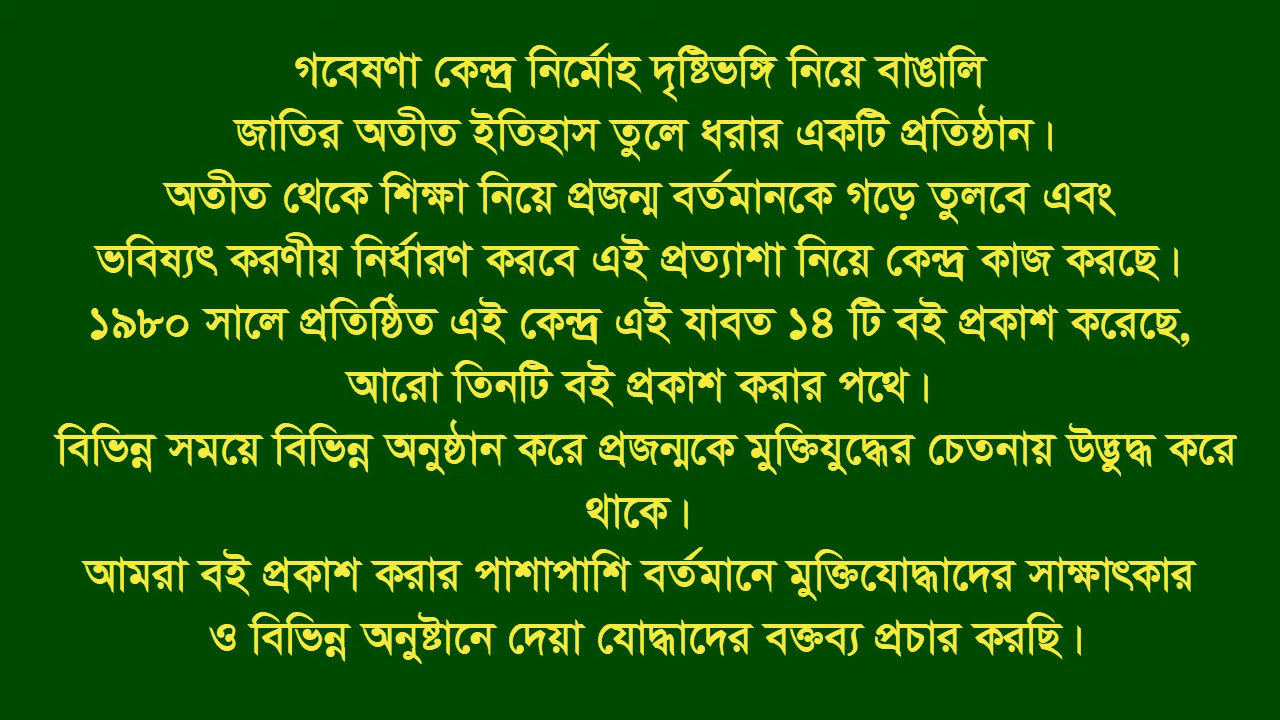 গবেষণা কেন্দ্র নির্মোহ দৃষ্টিভঙ্গি নিয়ে বাঙালি
জাতির অতীত ইতিহাস তুলে ধরার একটি প্রতিষ্ঠান।
অতীত থেকে শিক্ষা নিয়ে প্রজন্ম বর্তমানকে গড়ে তুলবে এবং
ভবিষ্যৎ করণীয় নির্ধারণ করবে এই প্রত্যাশা নিয়ে কেন্দ্র কাজ করছে।
১৯৮০ সালে প্রতিষ্ঠিত এই কেন্দ্র এই যাবত ১৪ টি বই প্রকাশ করেছে,
আরো তিনটি বই প্রকাশ করার পথে।
বিভিন্ন সময়ে বিভিন্ন অনুষ্ঠান করে প্রজন্মকে মুক্তিযুদ্ধের চেতনায় উদ্ভুদ্ধ করে
থাকে।
আমরা বই প্রকাশ করার পাশাপাশি বর্তমানে মুক্তিযোদ্ধাদের সাক্ষাৎকার
ও বিভিন্ন অনুষ্টানে দেয়া যোদ্ধাদের বক্তব্য প্রচার করছি।